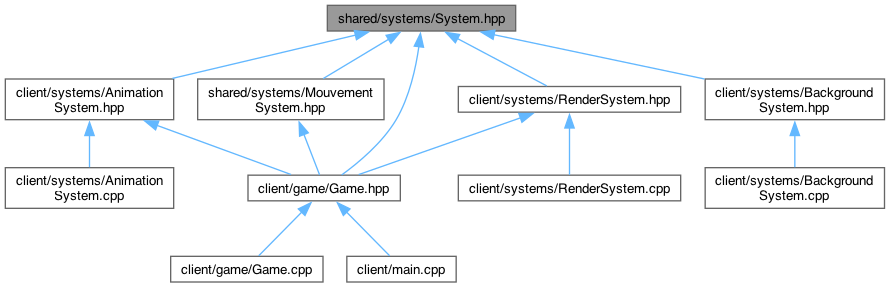 shared/systems/System.hpp
client/systems/Animation
System.hpp
shared/systems/Mouvement
System.hpp
client/systems/RenderSystem.hpp
client/systems/Background
System.hpp
client/systems/Animation
System.cpp
client/game/Game.hpp
client/systems/RenderSystem.cpp
client/systems/Background
System.cpp
client/game/Game.cpp
client/main.cpp